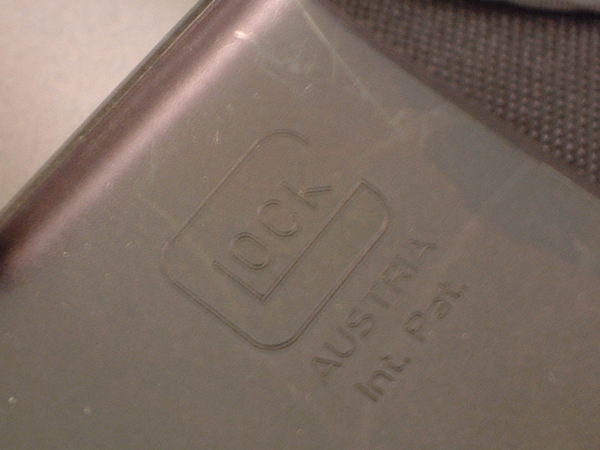 GLOCK
AUSTRIA
Int. Pat.